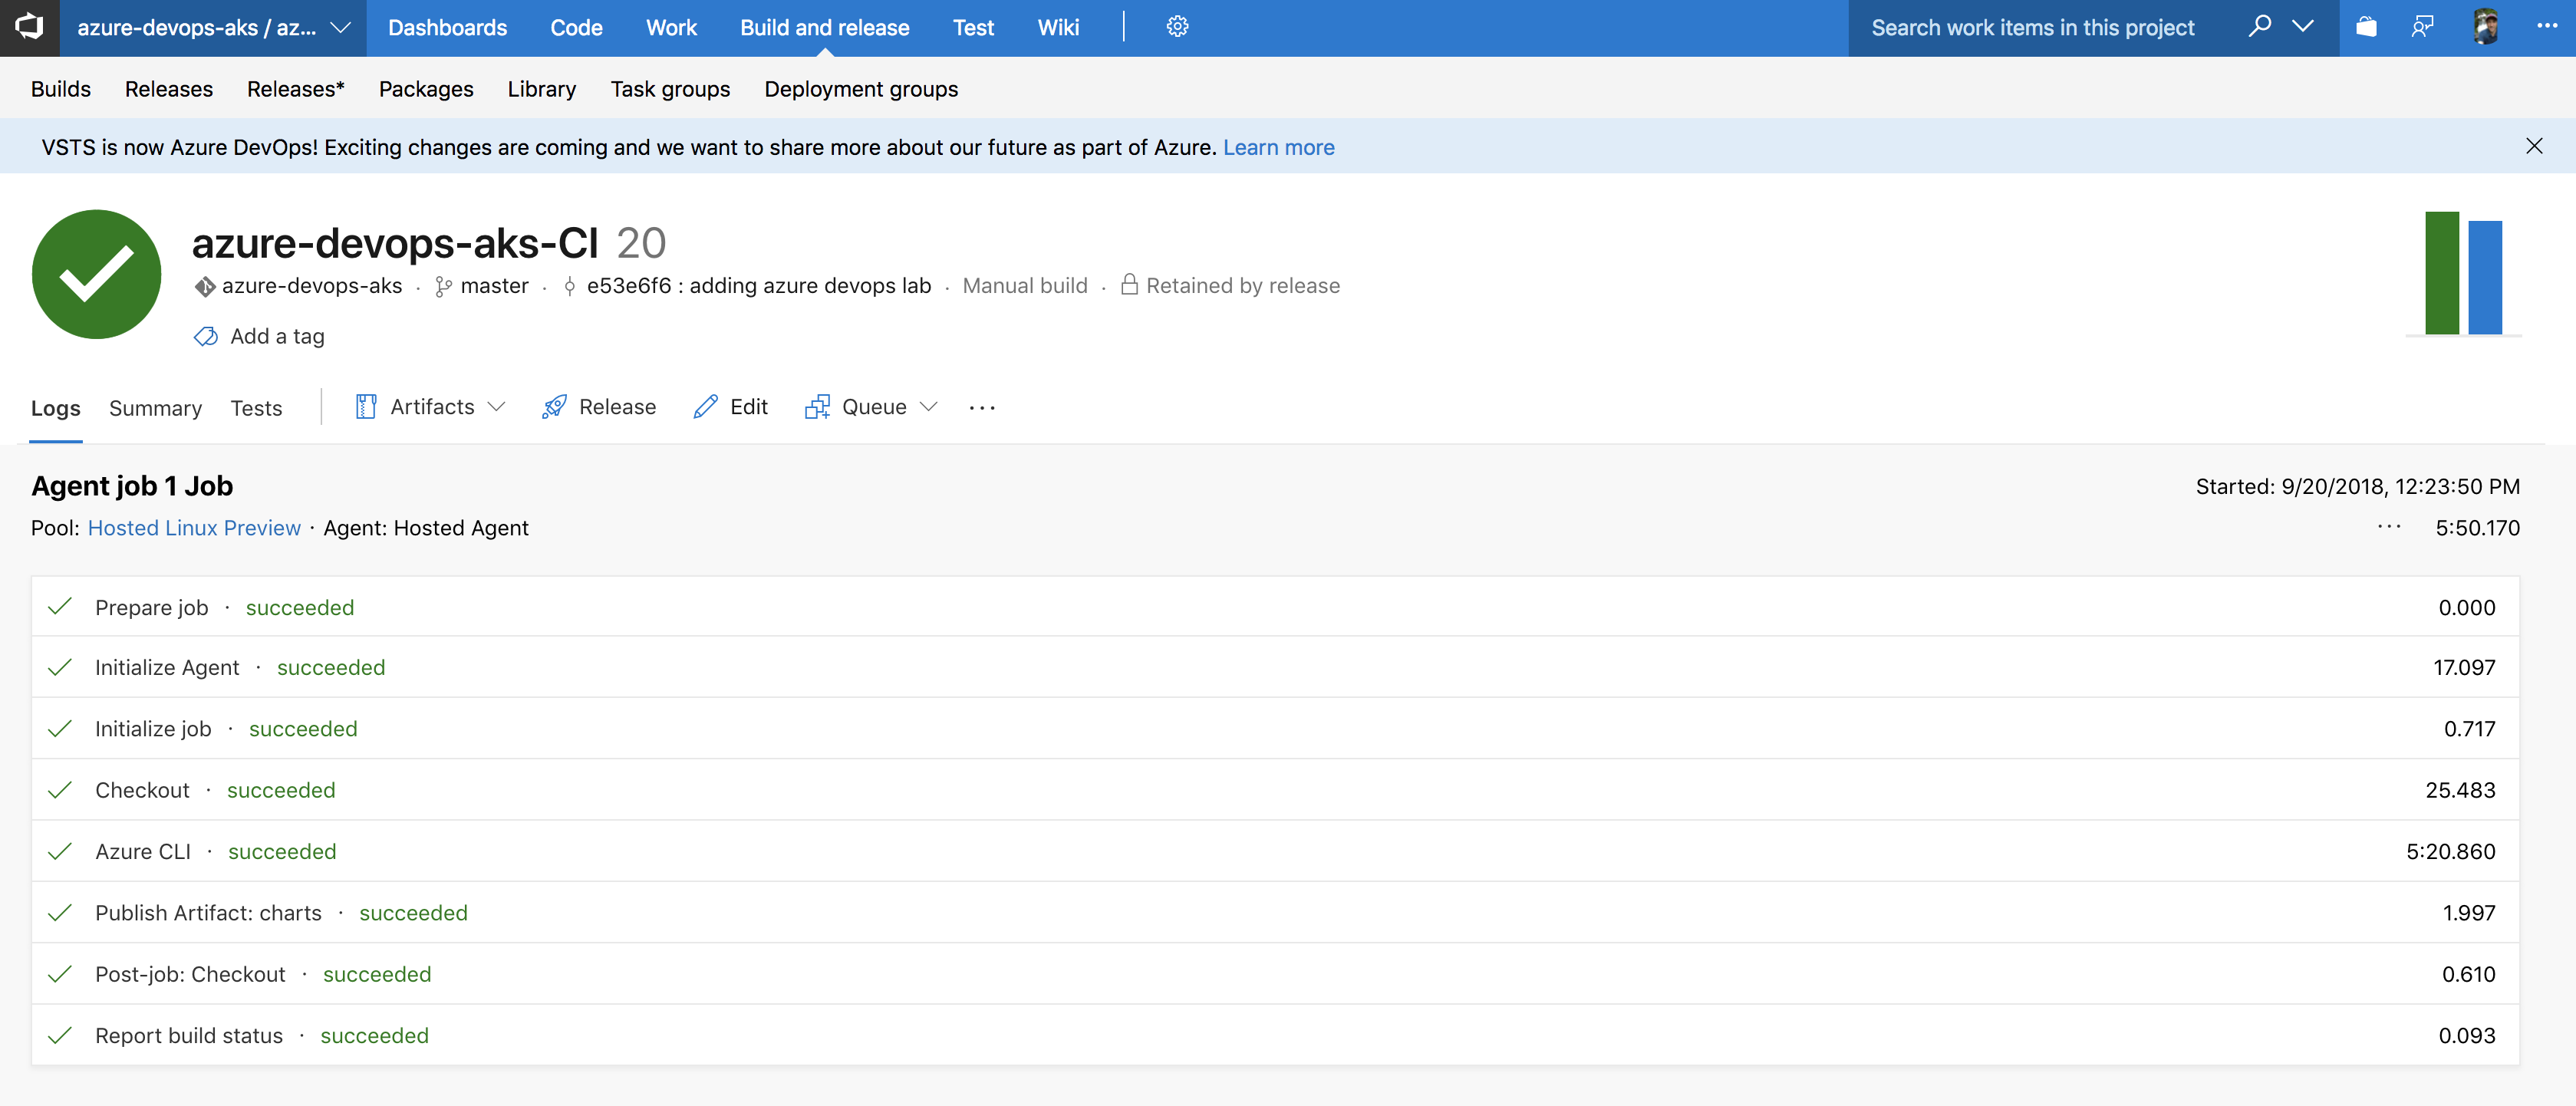 azure-devops-aks / az... Dashboards Code Work Build and release Test Wiki Search work items in this project
Builds Releases Releases* Packages Library Task groups Deployment groups
VSTS is now Azure DevOps! Exciting changes are coming and we want to share more about our future as part of Azure. Learn more
azure-devops-aks-CI 20
azure-devops-aks · master · e53e6f6 : adding azure devops lab · Manual build · Retained by release
Add a tag
Logs Summary Tests Artifacts Release Edit Queue ...
Agent job 1 Job Started: 9/20/2018, 12:23:50 PM
Pool: Hosted Linux Preview · Agent: Hosted Agent ... 5:50.170
Prepare job · succeeded 0.000
Initialize Agent · succeeded 17.097
Initialize job · succeeded 0.717
Checkout · succeeded 25.483
Azure CLI · succeeded 5:20.860
Publish Artifact: charts · succeeded 1.997
Post-job: Checkout · succeeded 0.610
Report build status · succeeded 0.093